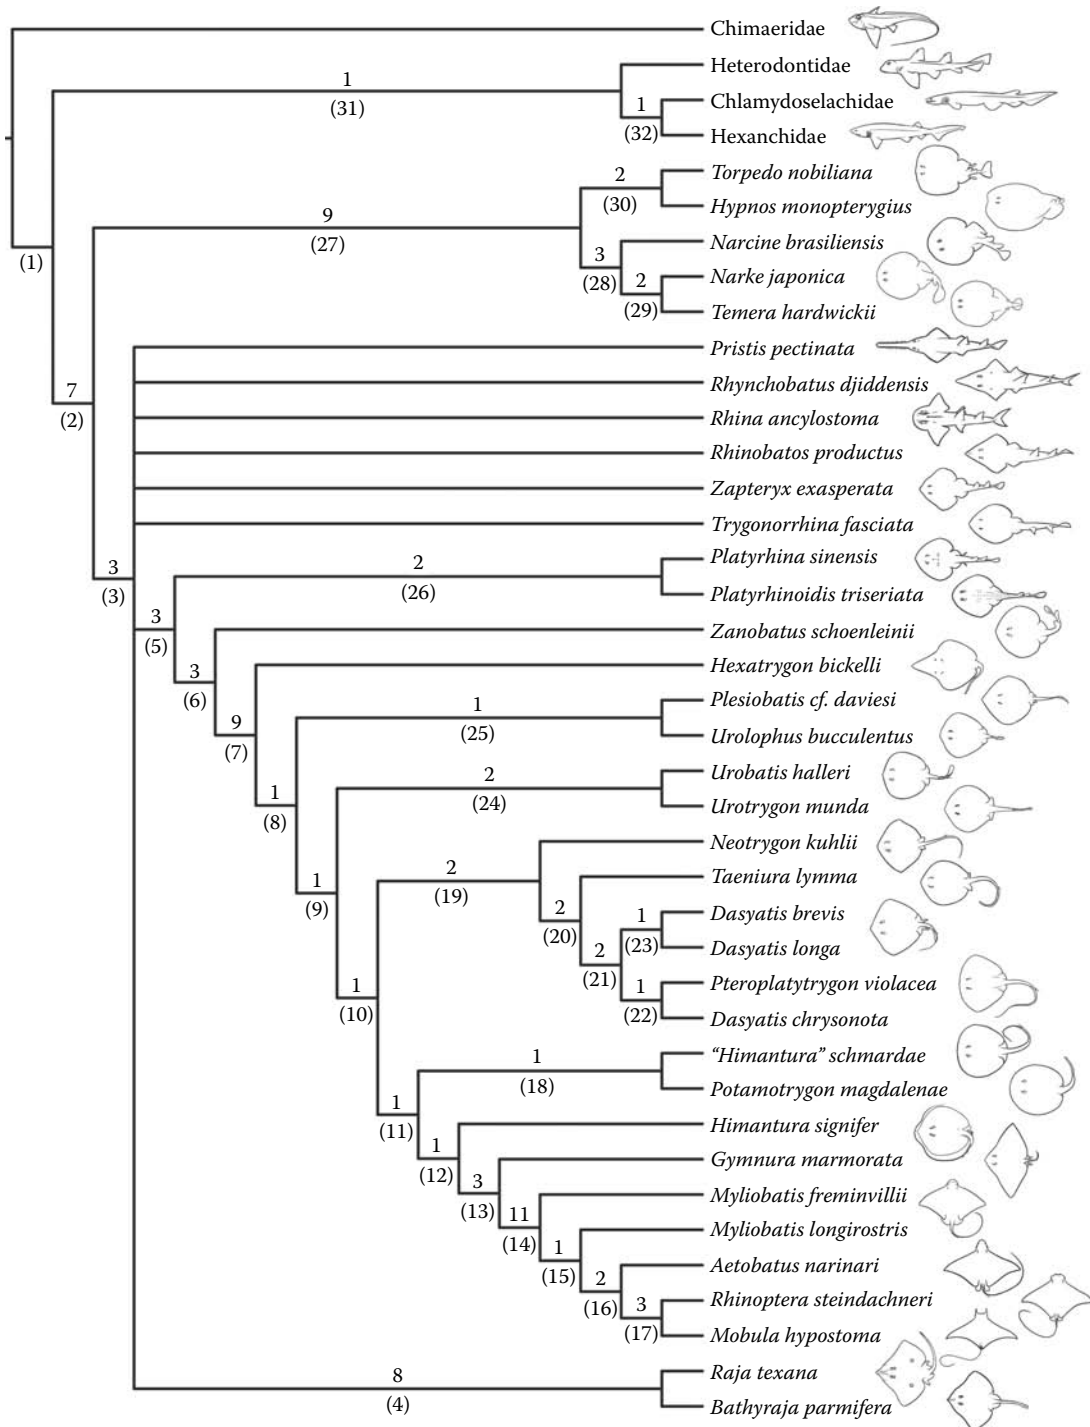 Chimaeridae
Heterodontidae
1
(31)
Chlamydoselachidae
1
(32)
Hexanchidae
Torpedo nobiliana
2
(30)
Hypnos monopterygius
9
(27)
Narcine brasiliensis
3
(28)
(1)
Narke japonica
2
(29)
Temera hardwickii
Pristis pectinata
Rhynchobatus djiddensis
7
(2)
Rhina ancylostoma
Rhinobatos productus
Zapteryx exasperata
Trygonorrhina fasciata
Platyrhina sinensis
3
(3)
2
(26)
Platyrhinoidis triseriata
3
(5)
Zanobatus schoenleinii
3
(6)
Hexatrygon bickelli
Plesiobatis cf. daviesi
9
(7)
1
(25)
Urolophus bucculentus
Urobatis halleri
1
(8)
2
(24)
Urotrygon munda
Neotrygon kuhlii
1
(9)
2
(19)
Taeniura lymma
2
(20)
Dasyatis brevis
1
(23)
Dasyatis longa
2
(21)
Pteroplatytrygon violacea
1
(10)
1
(22)
Dasyatis chrysonota
"Himantura" schmardae
1
(18)
Potamotrygon magdalenae
1
(11)
Himantura signifer
1
(12)
Gymnura marmorata
3
(13)
Myliobatis freminvillii
11
(14)
Myliobatis longirostris
1
(15)
Aetobatus narinari
2
(16)
Rhinoptera steindachneri
3
(17)
Mobula hypostoma
Raja texana
8
(4)
Bathyraja parmifera